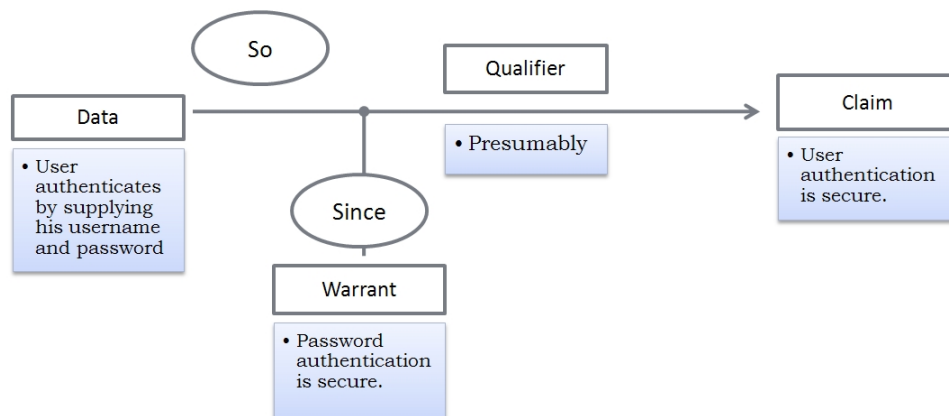 So
Qualifier
Data
Claim
• User
authenticates
by supplying
his username
and password
• Presumably
• User
authentication
is secure.
Since
Warrant
• Password
authentication
is secure.